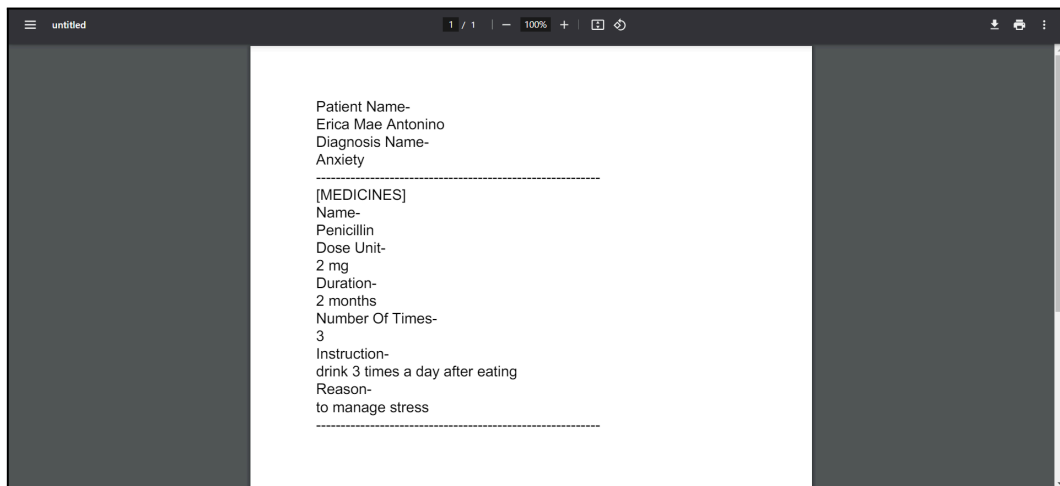 untitled
1 / 1
100%
Patient Name-
Erica Mae Antonino
Diagnosis Name-
Anxiety
----------------------------------------------------------
[MEDICINES]
Name-
Penicillin
Dose Unit-
2 mg
Duration-
2 months
Number Of Times-
3
Instruction-
drink 3 times a day after eating
Reason-
to manage stress
----------------------------------------------------------